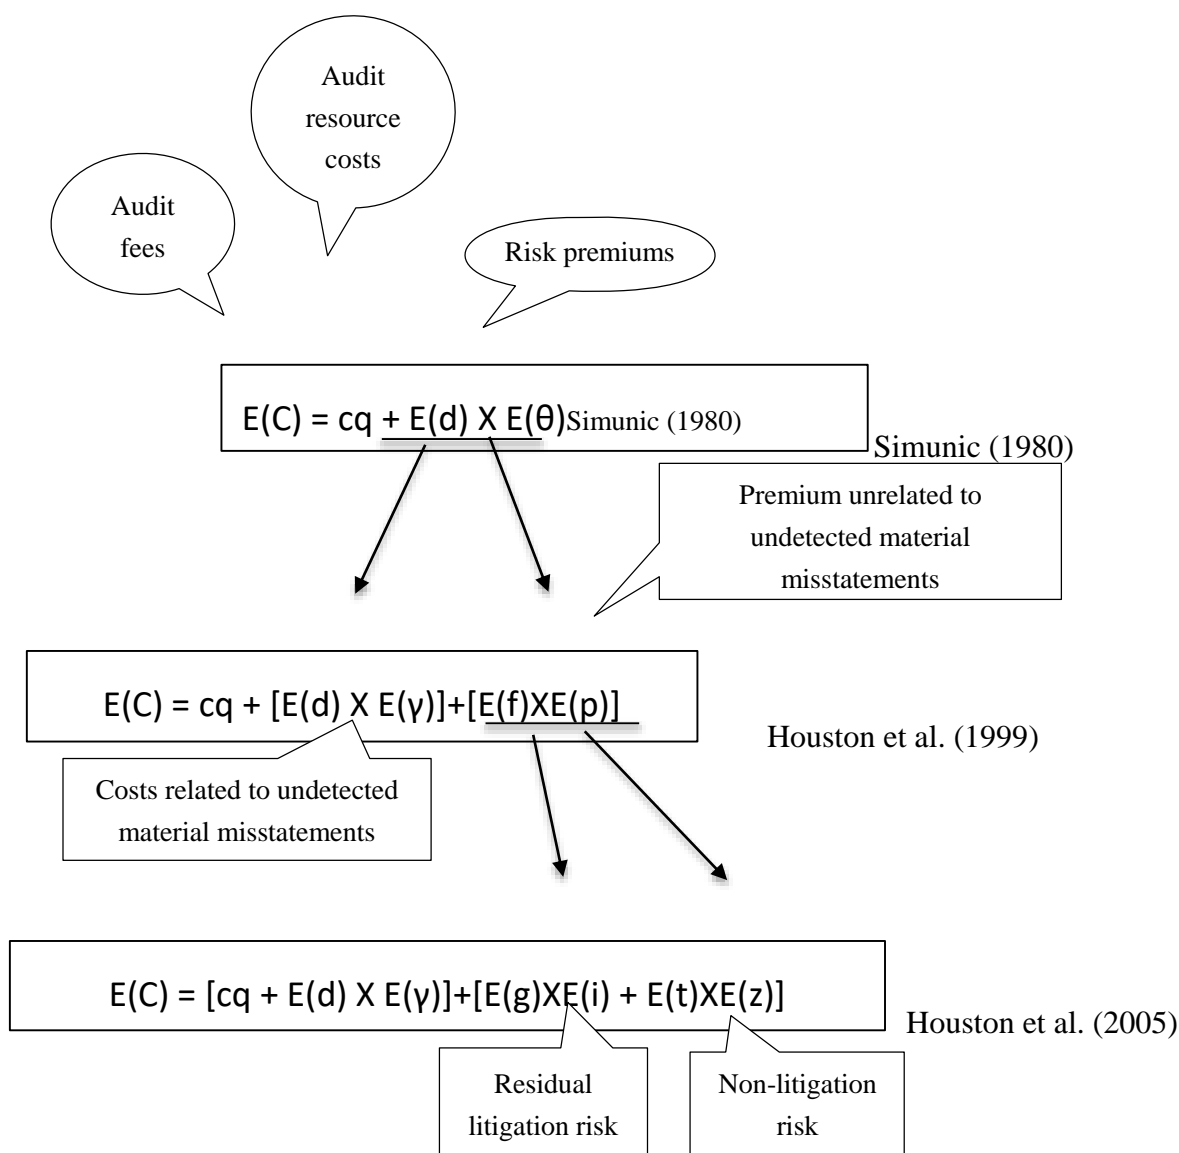 Audit
resource
costs
Audit
fees
Risk premiums
E(C) = cq + E(d) X E(θ)Simunic (1980)
Simunic (1980)
Premium unrelated to
undetected material
misstatements
E(C) = cq + [E(d) X E(γ)]+[E(f)XE(p)]
Houston et al. (1999)
Costs related to undetected
material misstatements
E(C) = [cq + E(d) X E(γ)]+[E(g)XE(i) + E(t)XE(z)]
Houston et al. (2005)
Residual
litigation risk
Non-litigation
risk